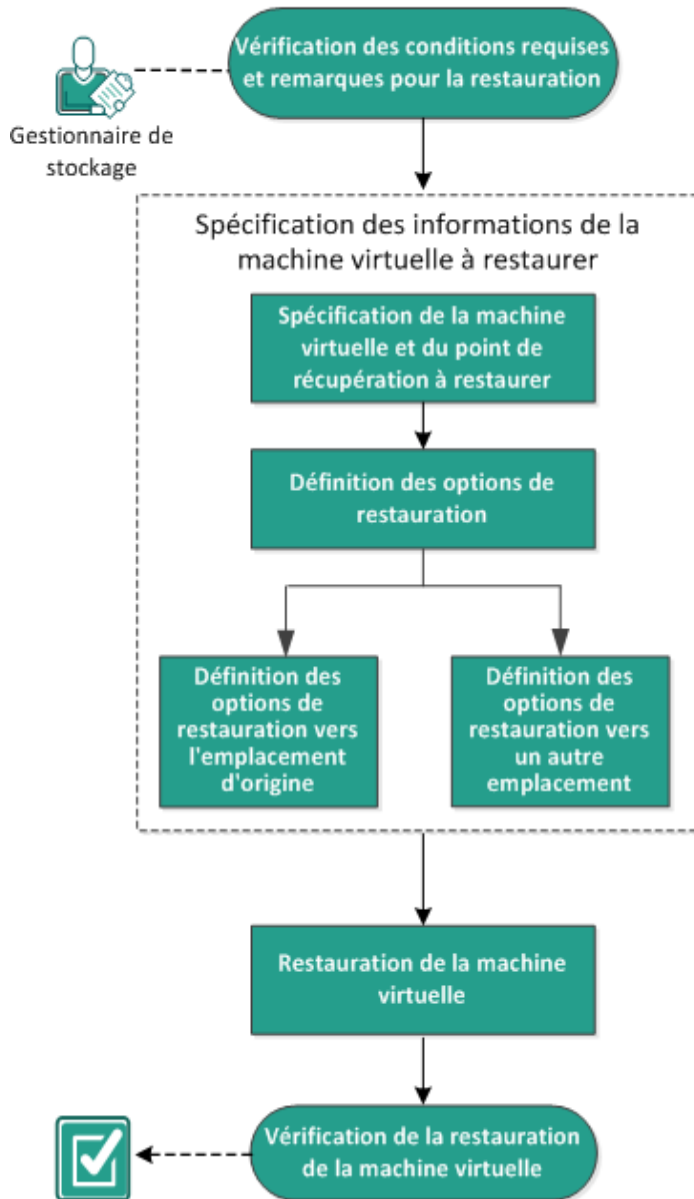 Vérification des conditions requises
et remarques pour la restauration
Gestionnaire de
stockage
Spécification des informations de la
machine virtuelle à restaurer
Spécification de la machine
virtuelle et du point de
récupération à restaurer
Définition des options de
restauration
Définition des
options de
restauration vers
l'emplacement
d'origine
Définition des
options de
restauration vers
un autre
emplacement
Restauration de la machine
virtuelle
Vérification de la restauration
de la machine virtuelle